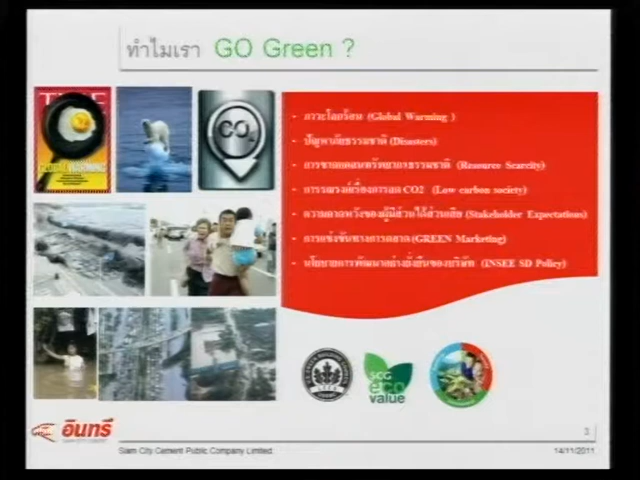 ทำไมเรา GO Green ?
- ภาวะโลกร้อน (Global Warming )
- ปัญหาภัยธรรมชาติ (Disasters)
- การขาดแคลนทรัพยากรธรรมชาติ (Resource Scarcity)
- การรณรงค์เรื่องการลด CO2 (Low carbon society)
- ความคาดหวังของผู้มีส่วนได้ส่วนเสีย (Stakeholder Expectations)
- การแข่งขันทางการตลาด (GREEN Marketing)
- นโยบายการพัฒนาอย่างยั่งยืนของบริษัท (INSEE SD Policy)
TIME
WARMING
CO2
SCG
eco
value
อินทรี
Siam City Cement Public Company Limited
3
14/11/2011